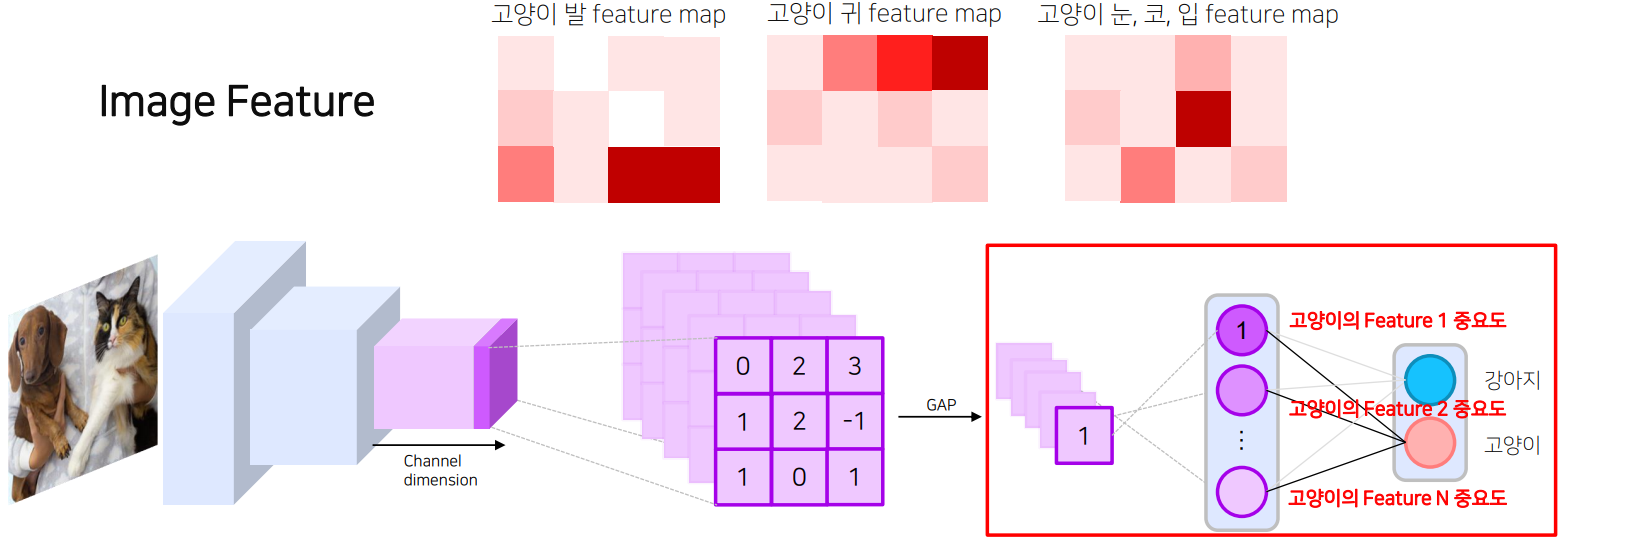 고양이 발 feature map
고양이 귀 feature map
고양이 눈, 코, 입 feature map
Image Feature
Channel
dimension
0 2 3
1 2 -1
1 0 1
GAP
1
1
⋮
고양이의 Feature 1 중요도
고양이의 Feature 2 중요도
고양이의 Feature N 중요도
강아지
고양이